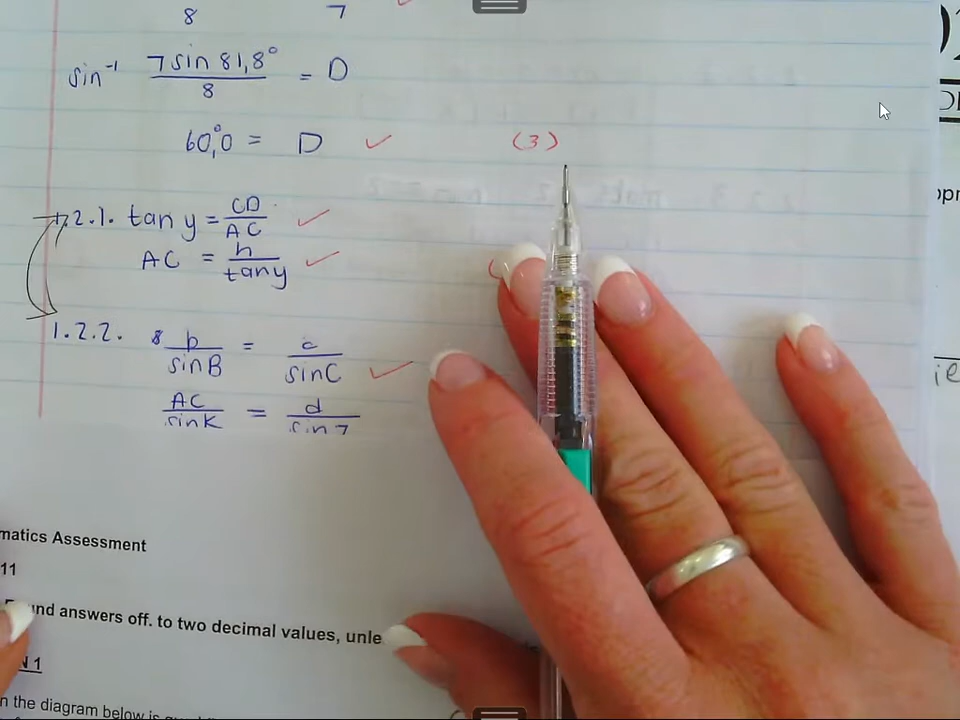 8 7
sin⁻¹ 7 sin 81,8° / 8 = D
60,0° = D (3)
1.2.1. tan y = CD / AC
AC = h / tan y
1.2.2. b / sin B = c / sin C
AC / sin K = d / sin 7
matics Assessment
11
Round answers off. to two decimal values, unle
N 1
n the diagram below is